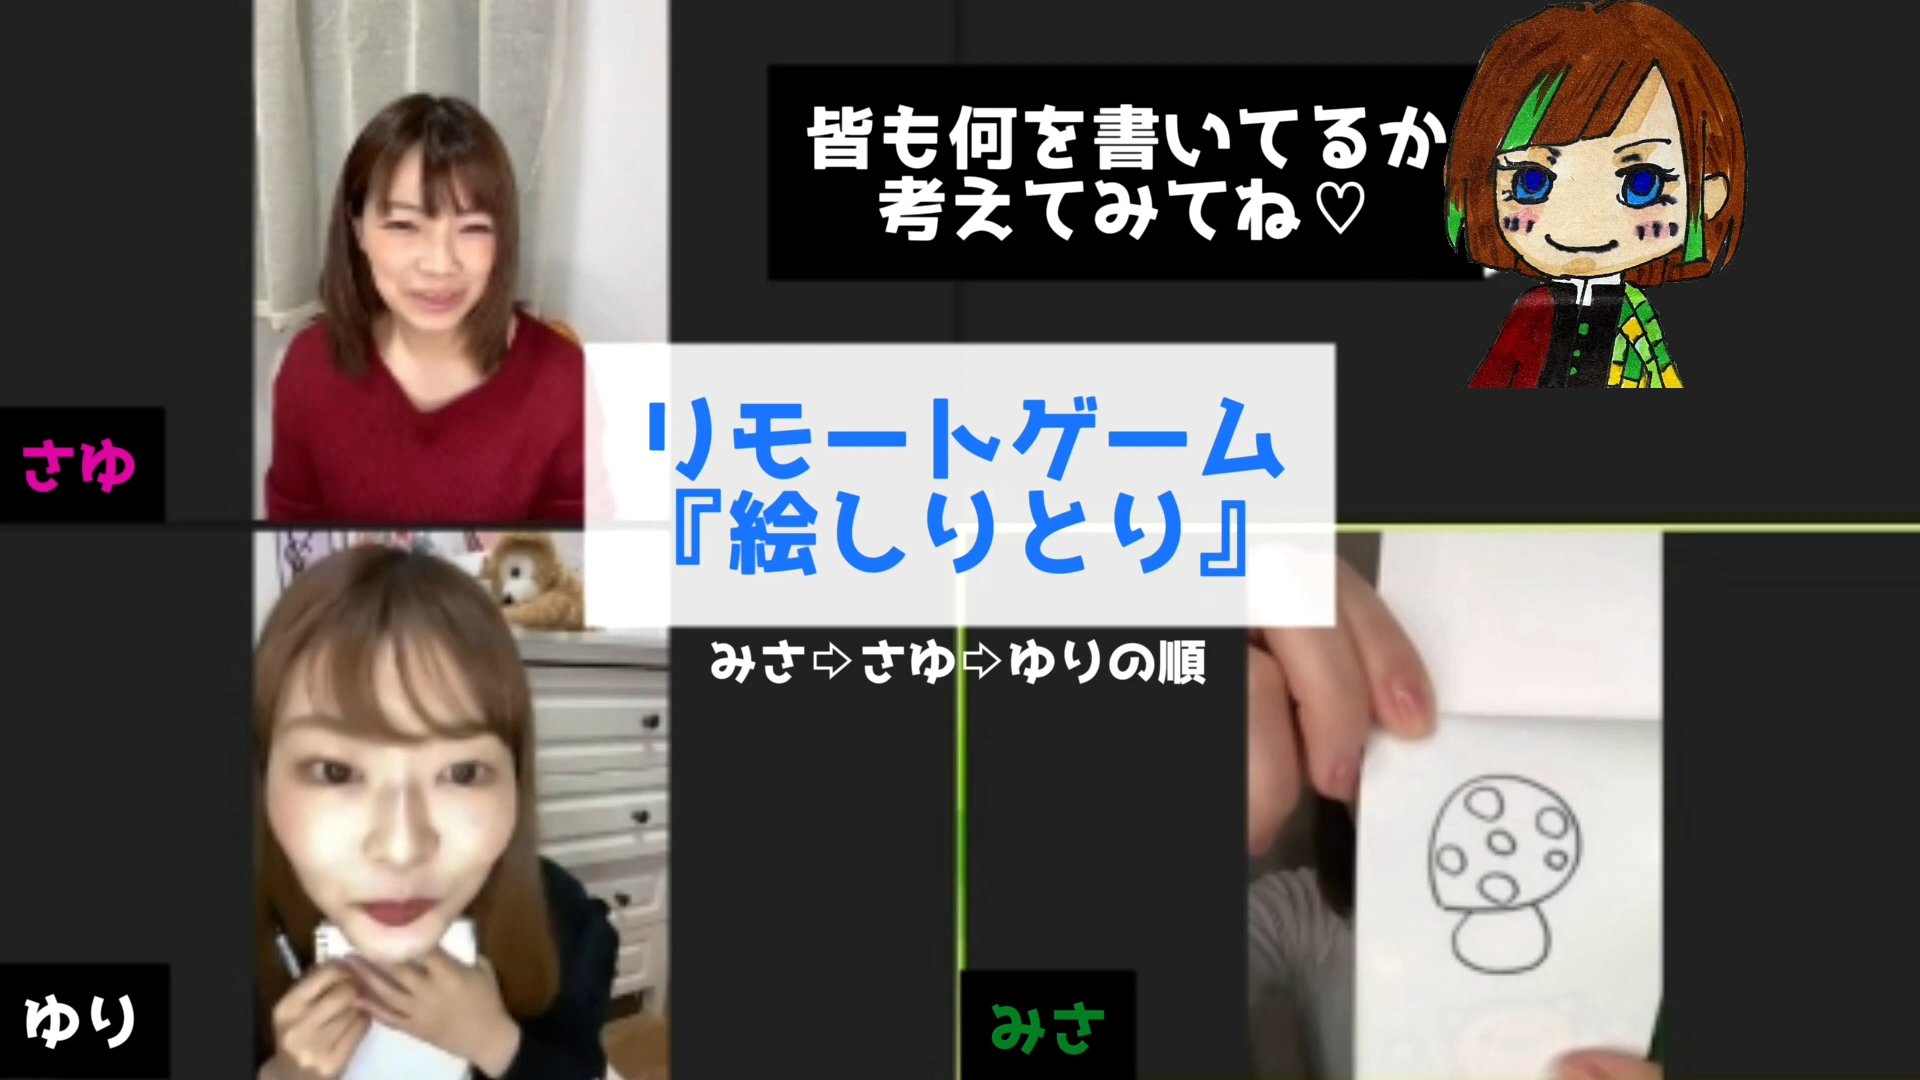 皆も何を書いてるか
考えてみてね♡
さゆ
リモートゲーム
『絵しりとり』
みさ⇨さゆ⇨ゆりの順
ゆり
みさ